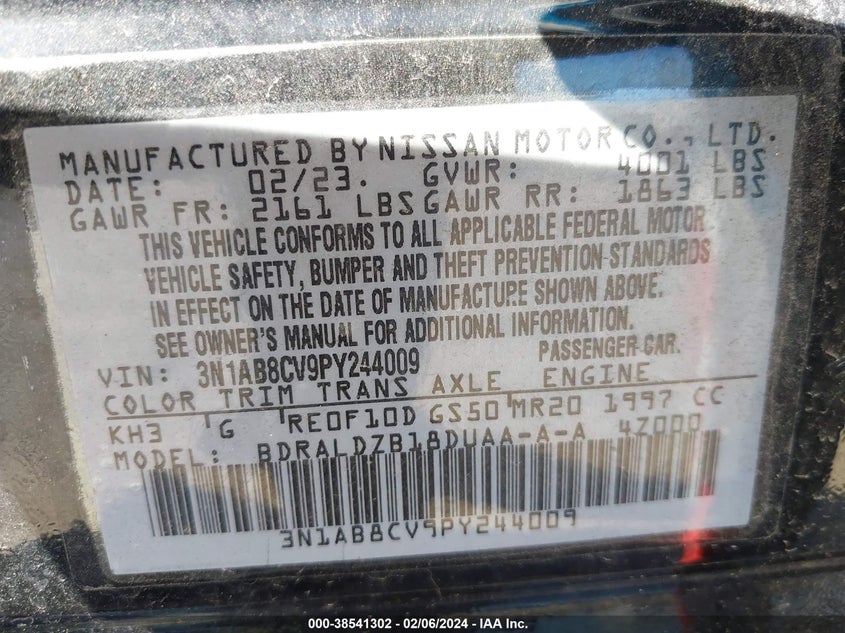 MANUFACTURED BY NISSAN MOTOR CO., LTD.
DATE: 02/23. GVWR: 4001 LBS
GAWR FR: 2161 LBS GAWR RR: 1863 LBS
THIS VEHICLE CONFORMS TO ALL APPLICABLE FEDERAL MOTOR
VEHICLE SAFETY, BUMPER AND THEFT PREVENTION-STANDARDS
IN EFFECT ON THE DATE OF MANUFACTURE SHOWN ABOVE.
SEE OWNER'S MANUAL FOR ADDITIONAL INFORMATION.
VIN: 3N1AB8CV9PY244009 PASSENGER-CAR.
COLOR TRIM TRANS AXLE ENGINE
KH3 G RE0F10D GS50 MR20 1997 CC
MODEL: BDRALDZB18DUAA-A-A 4Z000
3N1AB8CV9PY244009
000-38541302 - 02/06/2024 - IAA Inc.